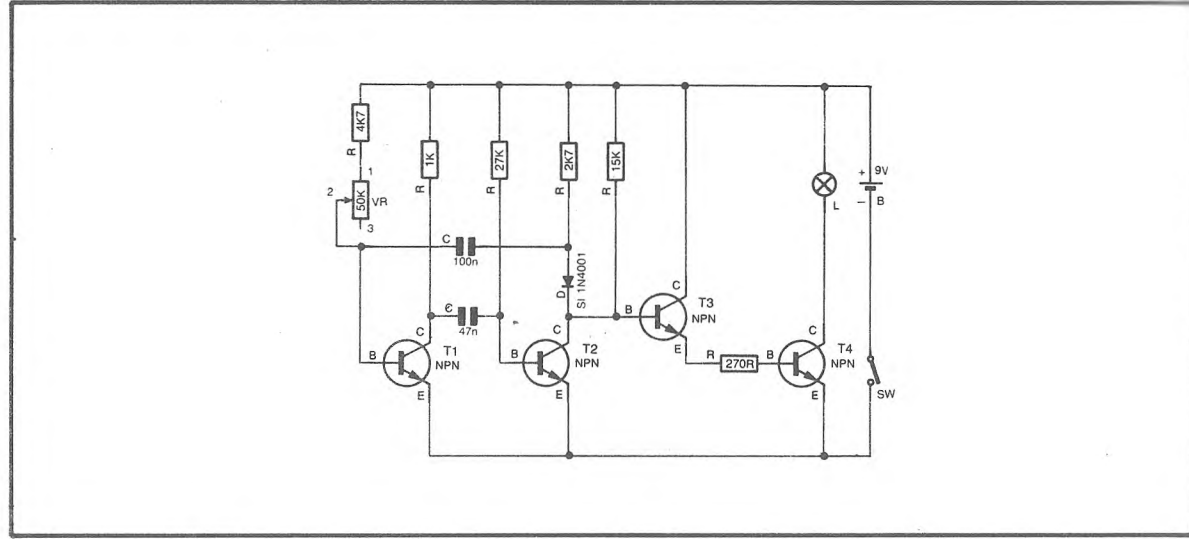 4K7
R
1
2
50K
VR
3
1K
R
27K
R
2K7
R
15K
R
C
100n
D
SI 1N4001
C
47n
B
C
T1
NPN
E
B
C
T2
NPN
E
B
C
T3
NPN
E
R
270R
B
C
T4
NPN
E
L
+
9V
−
B
SW